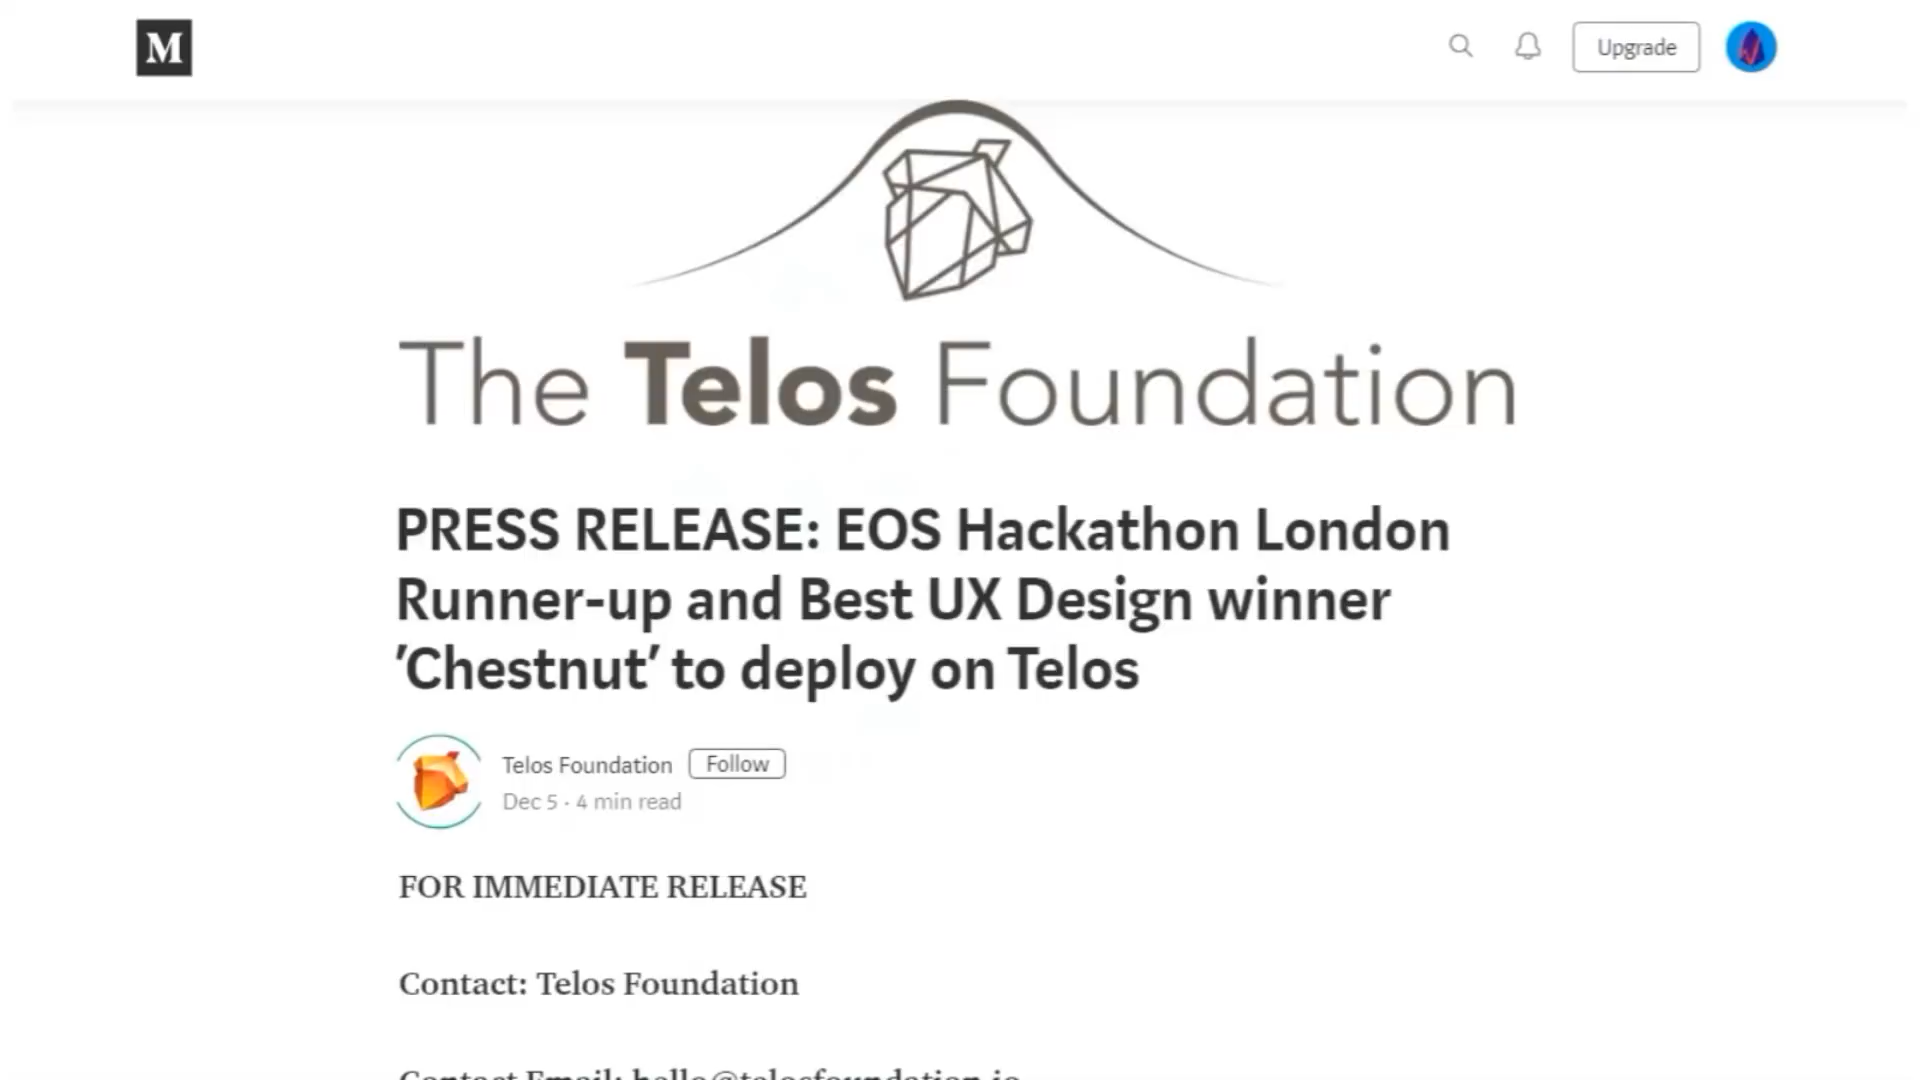 M
Upgrade
The Telos Foundation
PRESS RELEASE: EOS Hackathon London
Runner-up and Best UX Design winner
'Chestnut' to deploy on Telos
Telos Foundation Follow
Dec 5 · 4 min read
FOR IMMEDIATE RELEASE
Contact: Telos Foundation
Contact Email: hello@telosfoundation.io